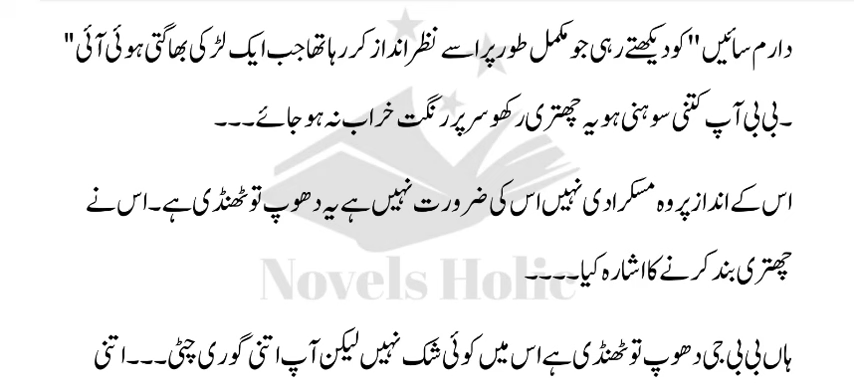 دارم سائیں "کو دیکھتے رہی جو مکمل طور پر اسے نظر انداز کر رہا تھا جب ایک لڑکی بھاگتی ہوئی آئی"
۔بی بی آپ کتنی سوہنی ہو یہ چھتری رکھو سر پر رنگت خراب نہ ہو جائے۔۔۔
اس کے انداز پر وہ مسکرا دی نہیں اس کی ضرورت نہیں ہے یہ دھوپ تو ٹھنڈی ہے۔اس نے
چھتری بند کرنے کا اشارہ کیا۔۔۔۔
Novels Holic
ہاں بی بی جی دھوپ تو ٹھنڈی ہے اس میں کوئی شک نہیں لیکن آپ اتنی گوری چٹی۔۔۔اتنی